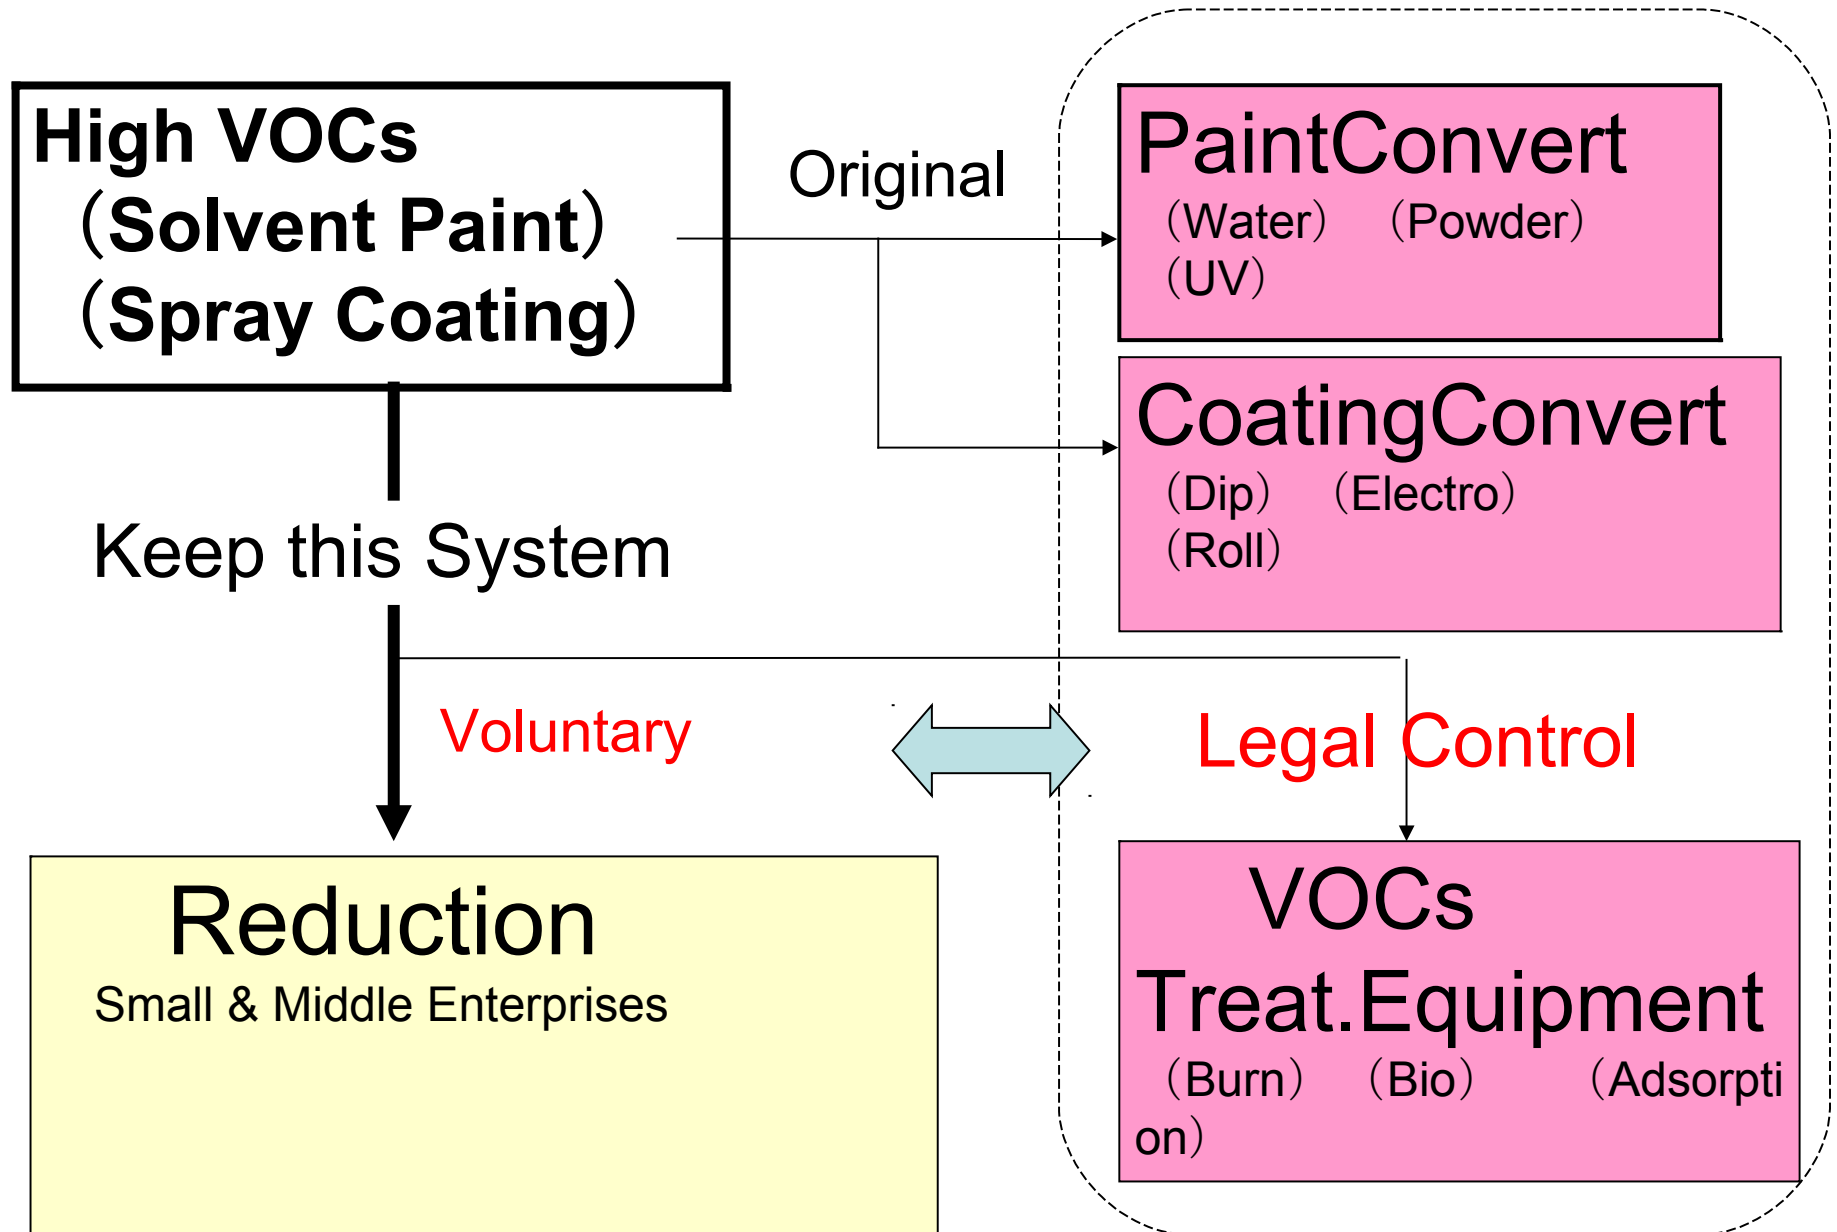 High VOCs
（Solvent Paint）
（Spray Coating）
Original
PaintConvert
（Water）　（Powder）
（UV）
CoatingConvert
（Dip）　（Electro）
（Roll）
Keep this System
Voluntary
Legal Control
Reduction
Small & Middle Enterprises
VOCs
Treat.Equipment
（Burn）　（Bio）　　（Adsorpti
on）